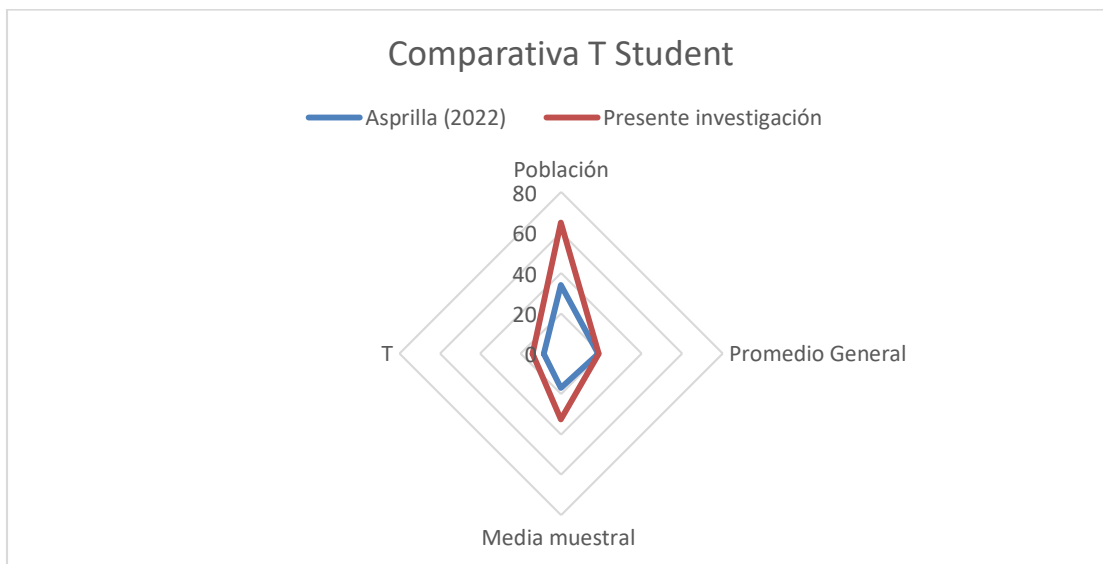 Comparativa T Student
Asprilla (2022) Presente investigación
Población
80
60
40
20
0
T
Promedio General
Media muestral